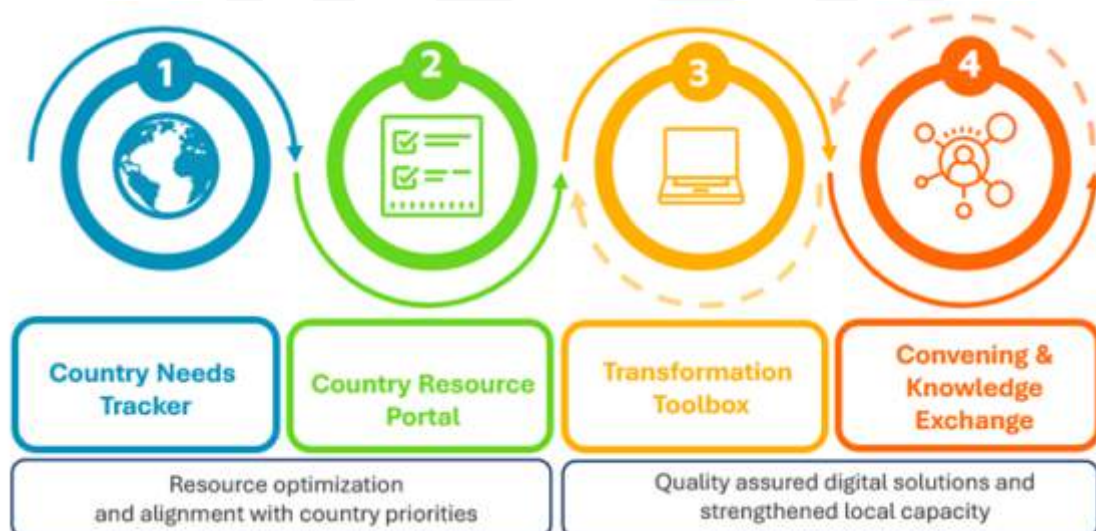 1
2
3
4
Country Needs
Tracker
Country Resource
Portal
Transformation
Toolbox
Convening &
Knowledge
Exchange
Resource optimization
and alignment with country priorities
Quality assured digital solutions and
strengthened local capacity